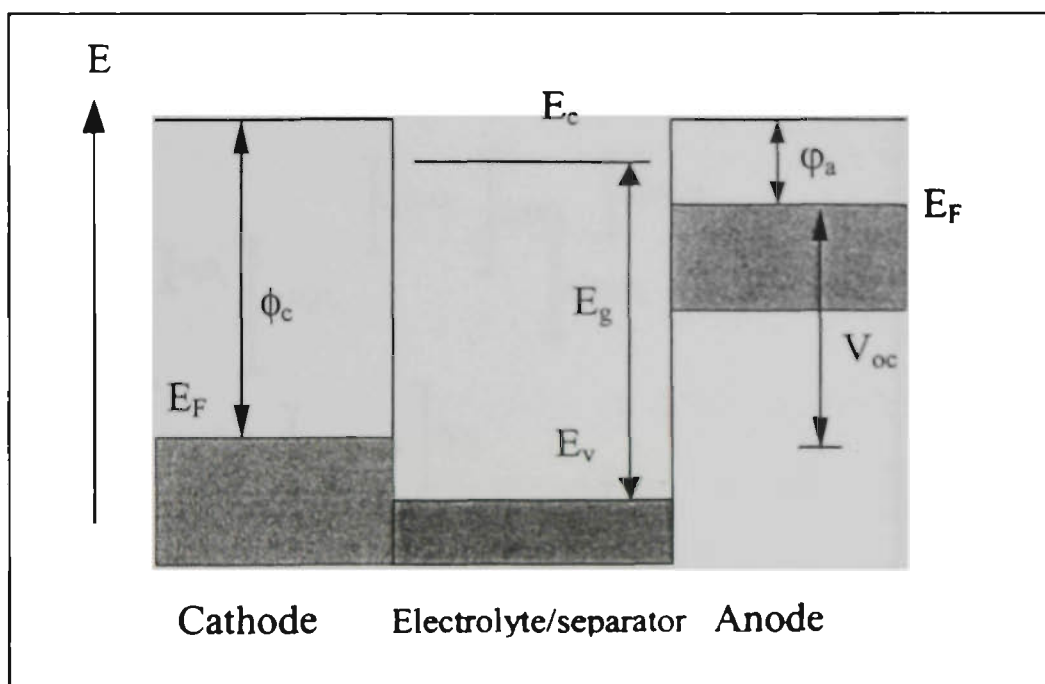 E
E_c
φ_a
E_F
E_g
ϕ_c
V_oc
E_F
E_v
Cathode
Electrolyte/separator
Anode